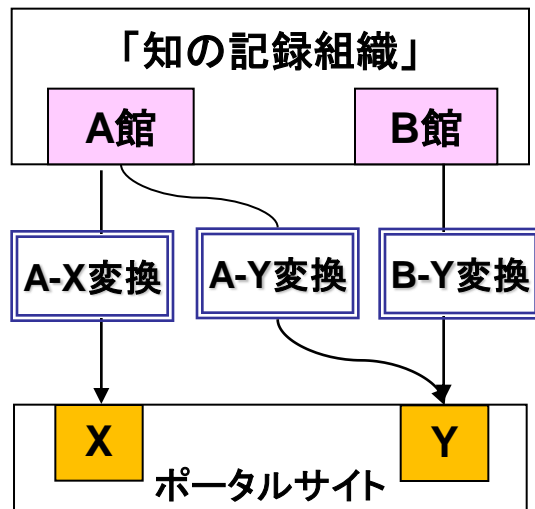 「知の記録組織」
A館
B館
A-X変換
A-Y変換
B-Y変換
X
Y
ポータルサイト